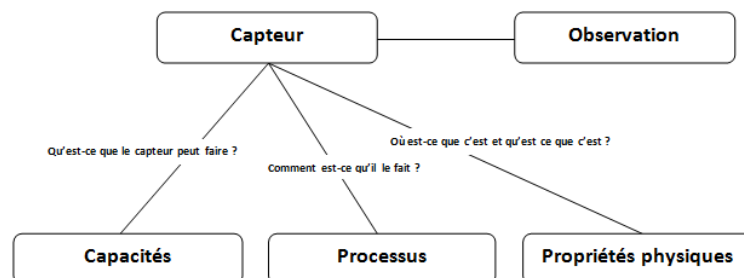 Capteur
Observation
Où est-ce que c'est et qu'est ce que c'est ?
Qu'est-ce que le capteur peut faire ?
Comment est-ce qu'il le fait ?
Capacités
Processus
Propriétés physiques